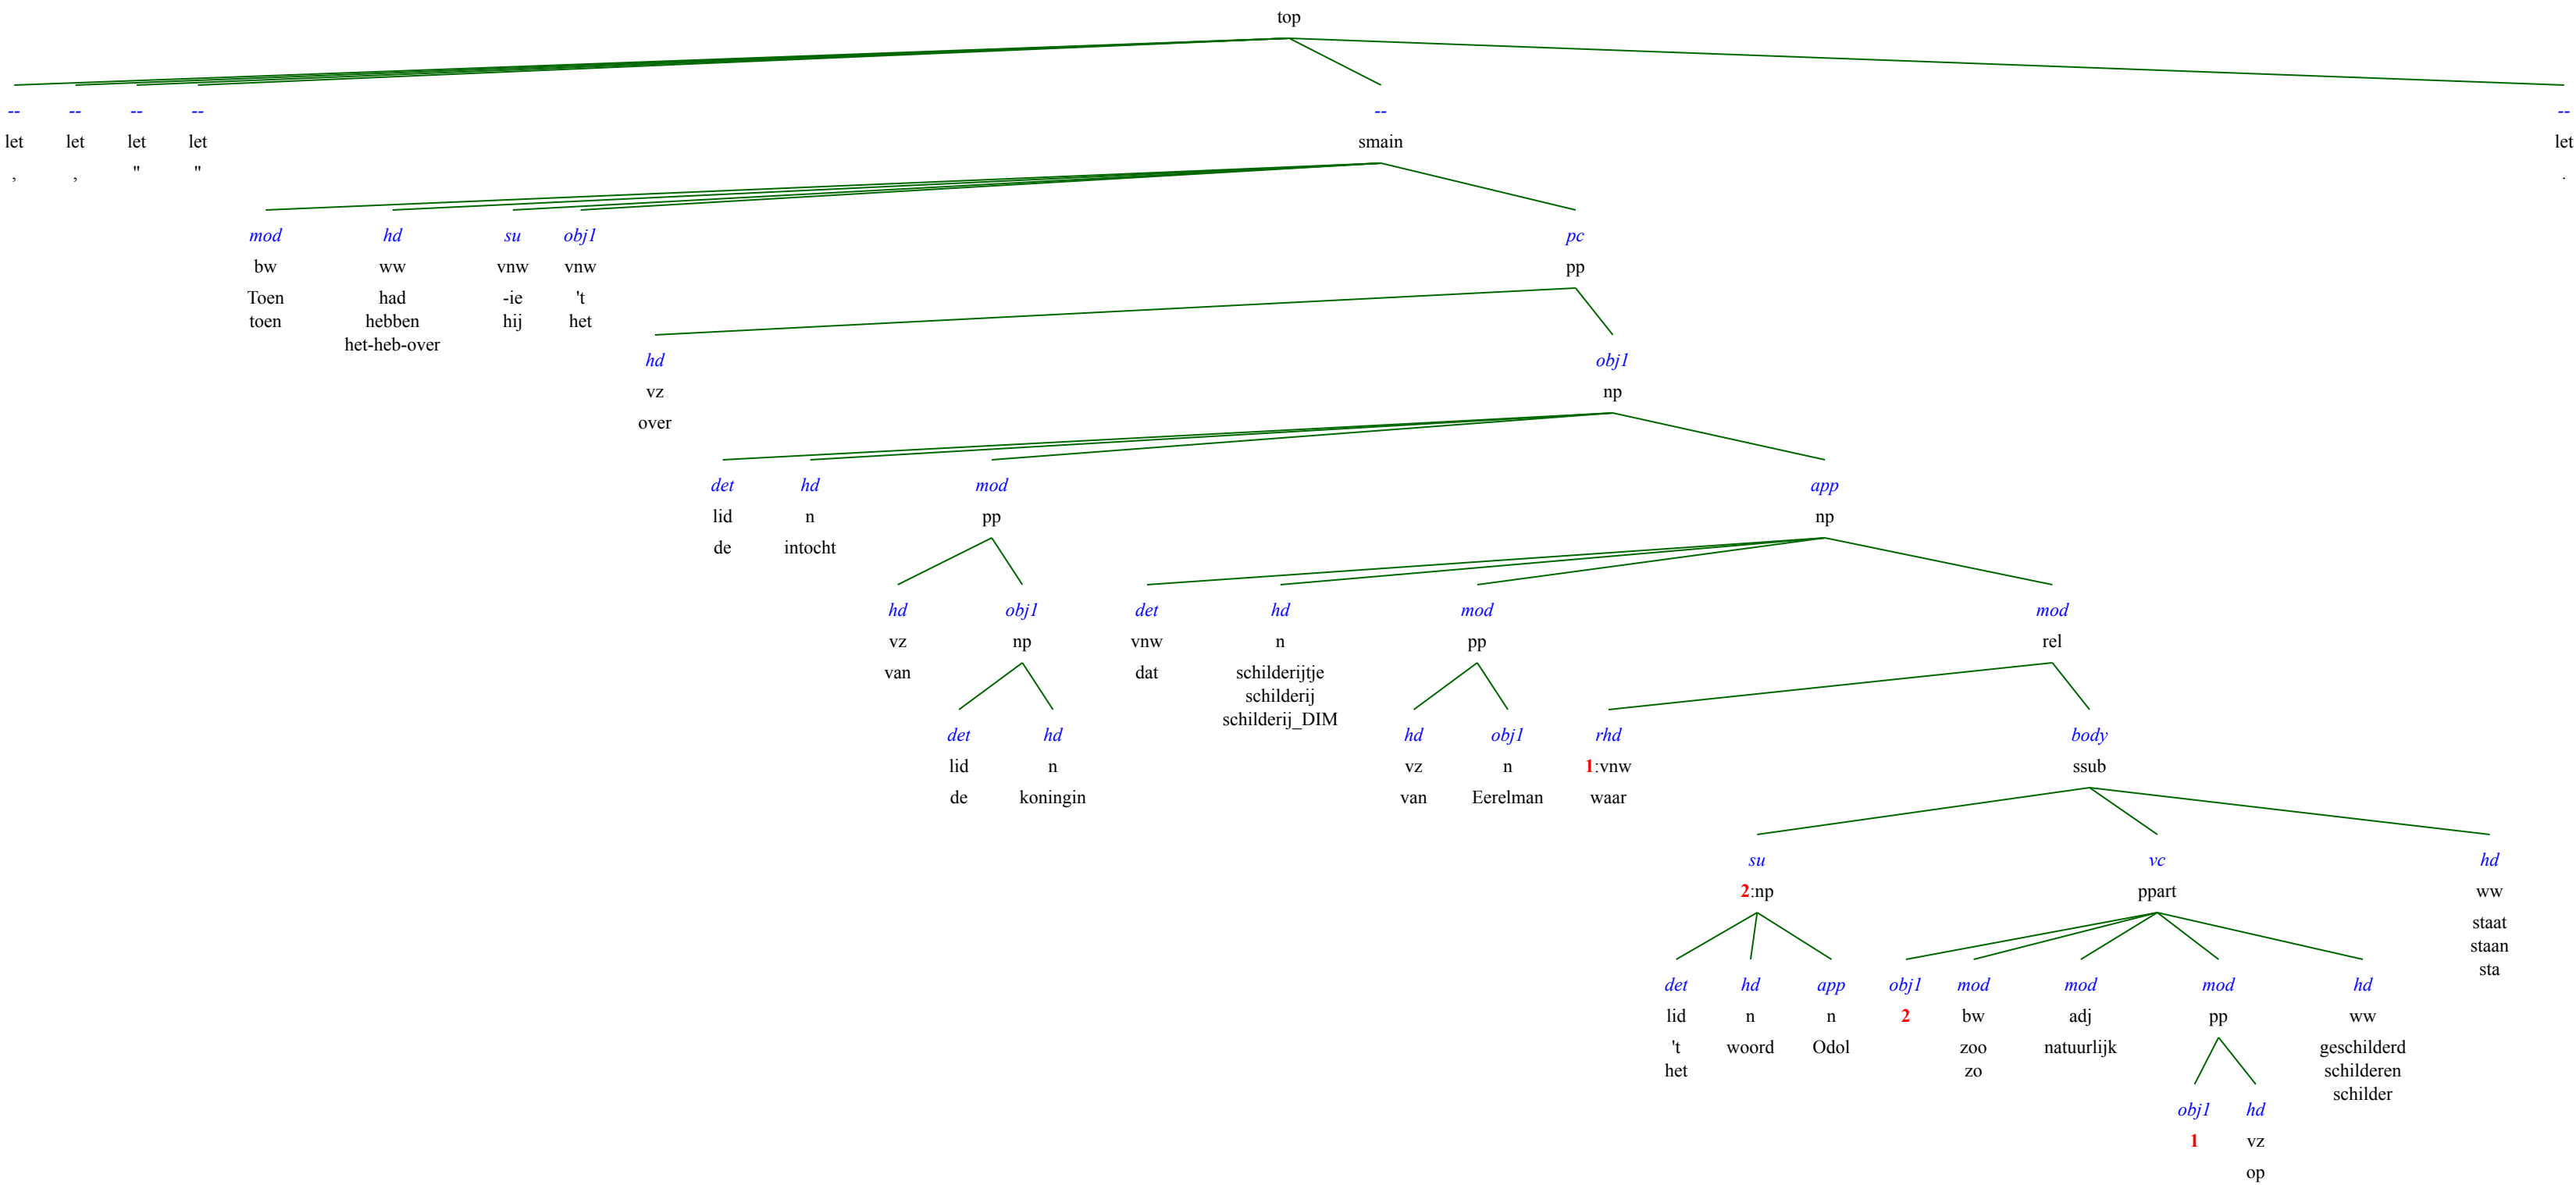 top
-- -- -- -- -- --
let let let let smain let
, , " " .
mod hd su obj1 pc
bw ww vnw vnw pp
Toen had -ie 't
toen hebben hij het
het-heb-over
hd obj1
vz np
over
det hd mod app
lid n pp np
de intocht
hd obj1 det hd mod mod
vz np vnw n pp rel
van dat schilderijtje
schilderij
schilderij_DIM
det hd hd obj1 rhd body
lid n vz n 1:vnw ssub
de koningin van Eerelman waar
su vc hd
2:np ppart ww
staat
staan
sta
det hd app obj1 mod mod mod hd
lid n n 2 bw adj pp ww
't woord Odol zoo natuurlijk geschilderd
het zo schilderen
schilder
obj1 hd
1 vz
op